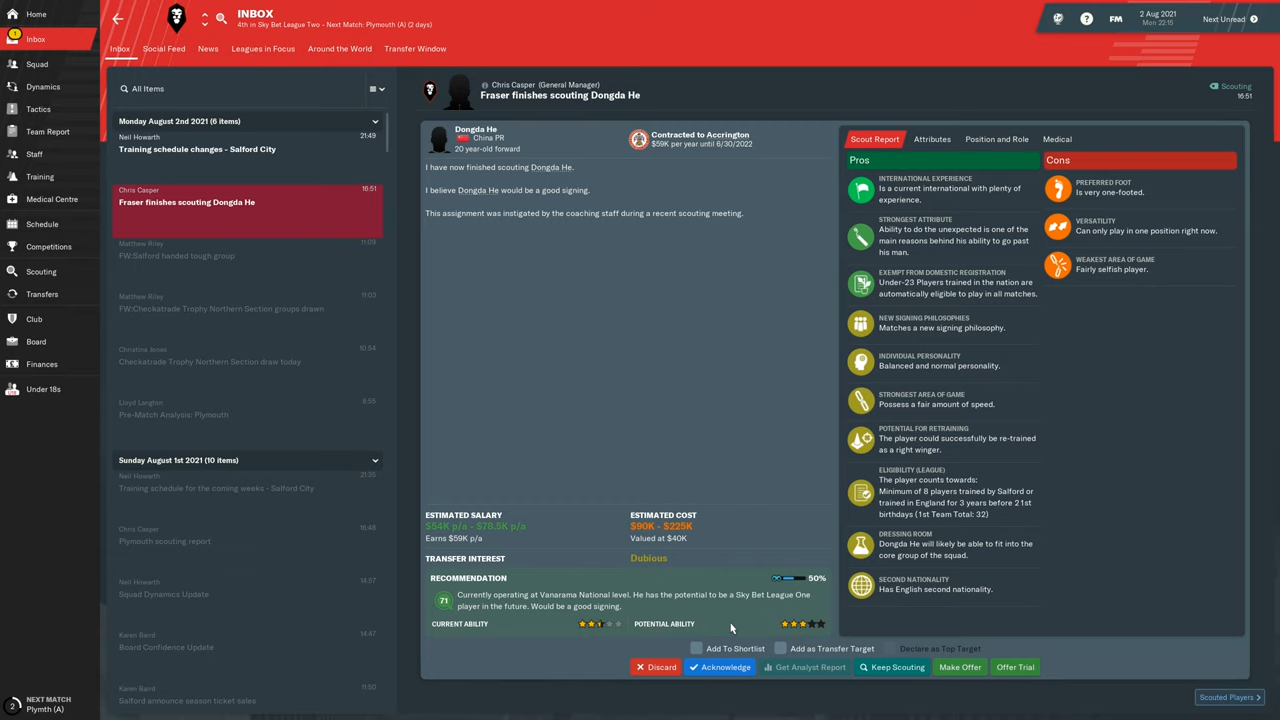 Home
INBOX
4th in Sky Bet League Two - Next Match: Plymouth (A) (2 days)
FM
2 Aug 2021
Mon 22:15
Next Unread
1
Inbox
Inbox
Social Feed
News
Leagues in Focus
Around the World
Transfer Window
Squad
Dynamics
Tactics
Team Report
Staff
Training
Medical Centre
Schedule
Competitions
Scouting
Transfers
Club
Board
Finances
Under 18s
2
NEXT MATCH
Plymth (A)
All Items
Monday August 2nd 2021 (6 items)
Neil Howarth
21:49
Training schedule changes - Salford City
Chris Casper
16:51
Fraser finishes scouting Dongda He
Matthew Riley
11:09
FW:Salford handed tough group
Matthew Riley
11:03
FW:Checkatrade Trophy Northern Section groups drawn
Christina Jones
10:54
Checkatrade Trophy Northern Section draw today
Lloyd Langton
8:55
Pre-Match Analysis: Plymouth
Sunday August 1st 2021 (10 items)
Neil Howarth
21:35
Training schedule for the coming weeks - Salford City
Chris Casper
16:48
Plymouth scouting report
Neil Howarth
14:57
Squad Dynamics Update
Karen Baird
14:47
Board Confidence Update
Karen Baird
11:50
Salford announce season ticket sales
Chris Casper (General Manager)
Fraser finishes scouting Dongda He
Scouting
16:51
Dongda He
China PR
20 year-old forward
Contracted to Accrington
$59K per year until 6/30/2022
I have now finished scouting Dongda He.
I believe Dongda He would be a good signing.
This assignment was instigated by the coaching staff during a recent scouting meeting.
ESTIMATED SALARY
$54K p/a - $78.5K p/a
Earns $59K p/a
ESTIMATED COST
$90K - $225K
Valued at $40K
TRANSFER INTEREST
Dubious
RECOMMENDATION
50%
71
Currently operating at Vanarama National level. He has the potential to be a Sky Bet League One
player in the future. Would be a good signing.
CURRENT ABILITY
POTENTIAL ABILITY
Scout Report
Attributes
Position and Role
Medical
Pros
Cons
INTERNATIONAL EXPERIENCE
Is a current international with plenty of
experience.
STRONGEST ATTRIBUTE
Ability to do the unexpected is one of the
main reasons behind his ability to go past
his man.
EXEMPT FROM DOMESTIC REGISTRATION
Under-23 Players trained in the nation are
automatically eligible to play in all matches.
NEW SIGNING PHILOSOPHIES
Matches a new signing philosophy.
INDIVIDUAL PERSONALITY
Balanced and normal personality.
STRONGEST AREA OF GAME
Possess a fair amount of speed.
POTENTIAL FOR RETRAINING
The player could successfully be re-trained
as a right winger.
ELIGIBILITY (LEAGUE)
The player counts towards:
Minimum of 8 players trained by Salford or
trained in England for 3 years before 21st
birthdays (1st Team Total: 32)
DRESSING ROOM
Dongda He will likely be able to fit into the
core group of the squad.
SECOND NATIONALITY
Has English second nationality.
PREFERRED FOOT
Is very one-footed.
VERSATILITY
Can only play in one position right now.
WEAKEST AREA OF GAME
Fairly selfish player.
Add To Shortlist
Add as Transfer Target
Declare as Top Target
Discard
Acknowledge
Get Analyst Report
Keep Scouting
Make Offer
Offer Trial
Scouted Players